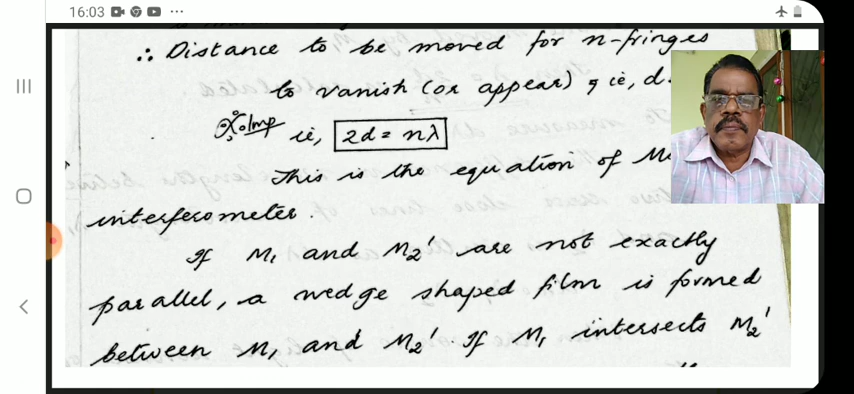 16:03
∴ Distance to be moved for n-fringes
to vanish (or appear) } ie, d
Imp ie, 2d = nλ
This is the equation of M
interferometer.
If M₁ and M₂' are not exactly
parallel, a wedge shaped film is formed
between M₁ and M₂'. If M₁ intersects M₂'